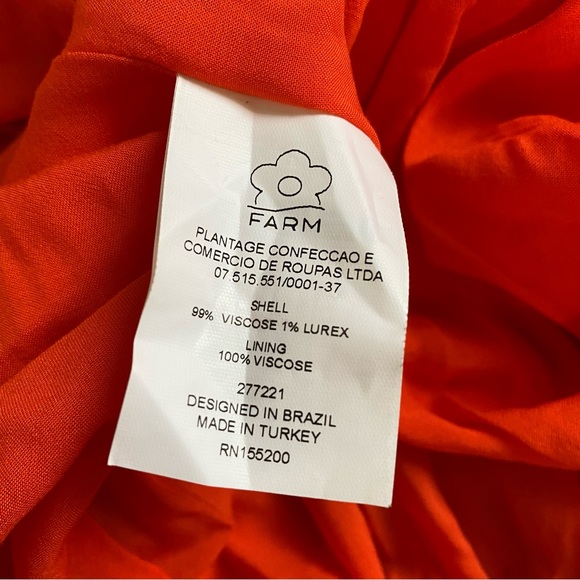 FARM
PLANTAGE CONFECCAO E
COMERCIO DE ROUPAS LTDA
07.515.551/0001-37
SHELL
99% VISCOSE 1% LUREX
LINING
100% VISCOSE
277221
DESIGNED IN BRAZIL
MADE IN TURKEY
RN155200